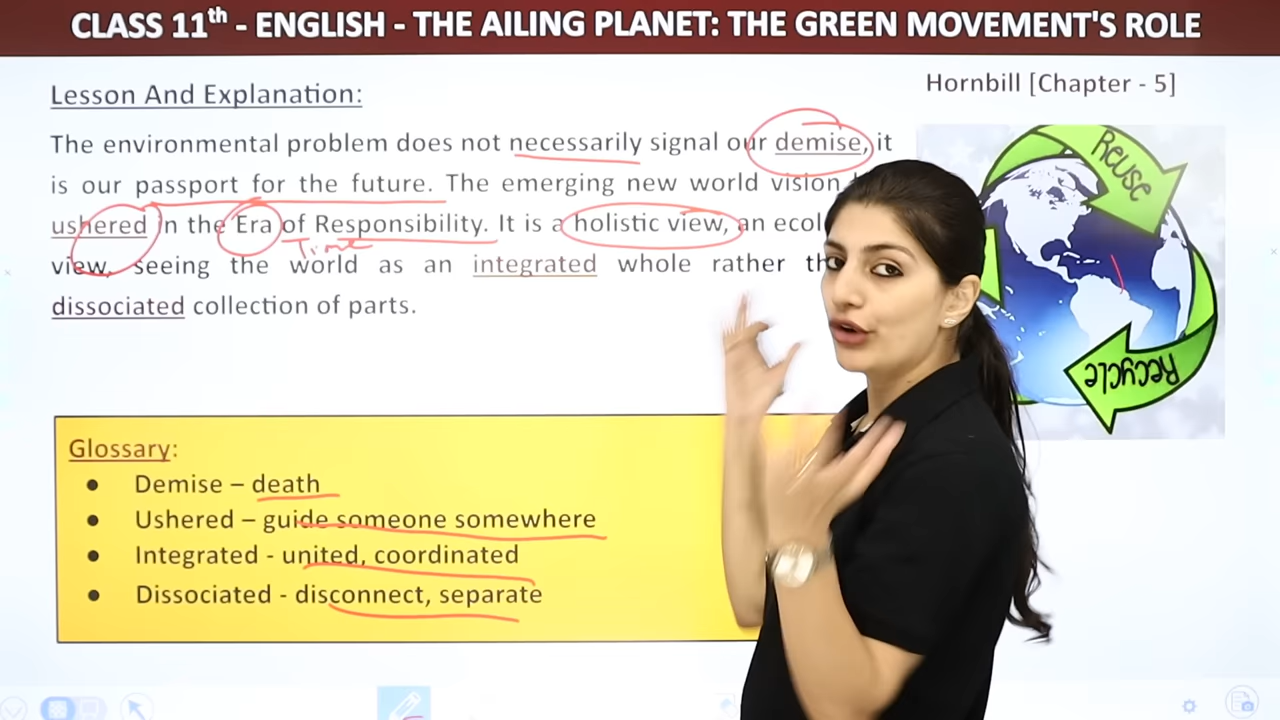 CLASS 11th - ENGLISH - THE AILING PLANET: THE GREEN MOVEMENT'S ROLE
Lesson And Explanation:
Hornbill [Chapter - 5]
The environmental problem does not necessarily signal our demise, it
is our passport for the future. The emerging new world vision
ushered in the Era of Responsibility. It is a holistic view, an
Time
view, seeing the world as an integrated whole rather
dissociated collection of parts.
Reuse
Recycle
Glossary:
● Demise – death
● Ushered – guide someone somewhere
● Integrated - united, coordinated
● Dissociated - disconnect, separate